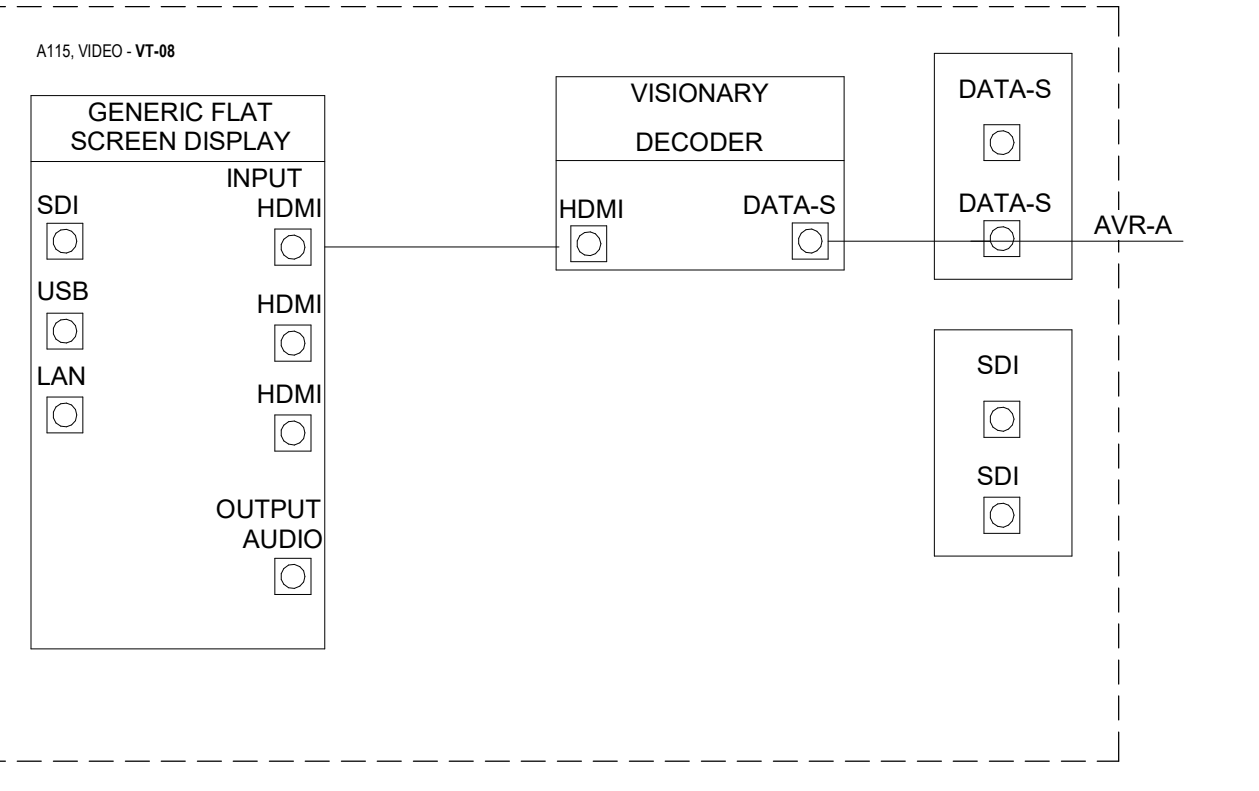 A115, VIDEO - VT-08
GENERIC FLAT
SCREEN DISPLAY
INPUT
SDI
HDMI
USB
HDMI
LAN
HDMI
OUTPUT
AUDIO
VISIONARY
DECODER
HDMI
DATA-S
DATA-S
DATA-S
AVR-A
SDI
SDI